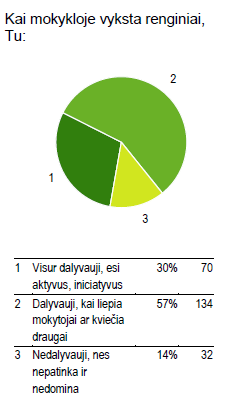 Kai mokykloje vyksta renginiai,
Tu:
2
1
3
1 Visur dalyvauji, esi 30% 70
aktyvus, iniciatyvus
2 Dalyvauji, kai liepia 57% 134
mokytojai ar kviečia
draugai
3 Nedalyvauji, nes 14% 32
nepatinka ir
nedomina